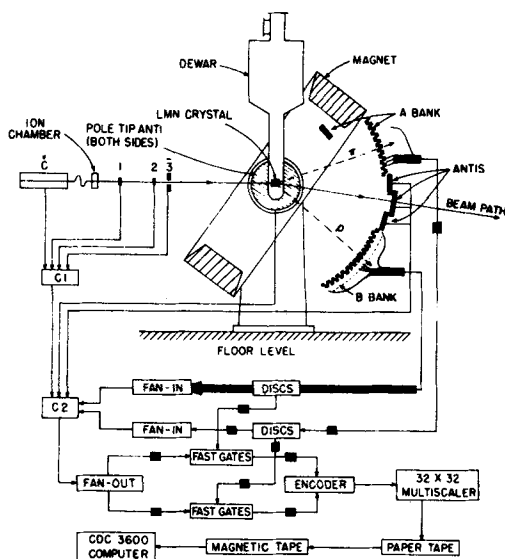 DEWAR
MAGNET
LMN CRYSTAL
A BANK
ION
CHAMBER
POLE TIP ANTI
(BOTH SIDES)
Č
1
2
3̄
π
ANTIS
BEAM PATH
p
C1
B BANK
FLOOR LEVEL
FAN-IN
DISCS
C2
FAN-IN
DISCS
FAST GATES
FAN-OUT
ENCODER
32 X 32
MULTISCALER
FAST GATES
CDC 3600
COMPUTER
MAGNETIC TAPE
PAPER TAPE